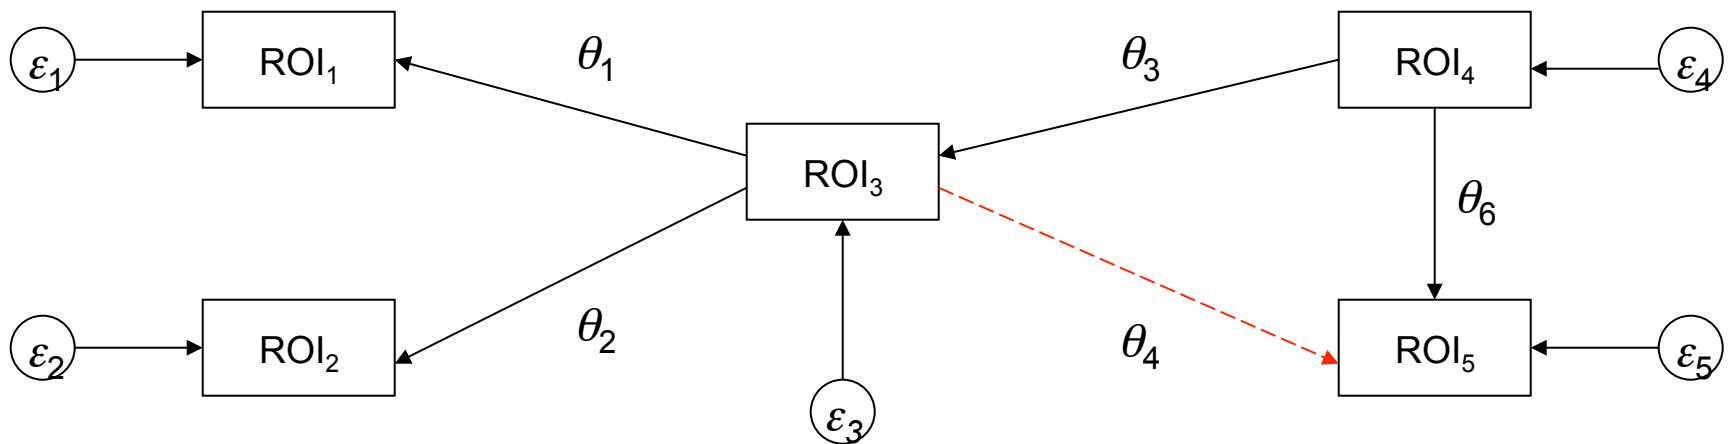 ε₁
ROI₁
θ₁
θ₃
ROI₄
ε₄
ROI₃
θ₆
ε₂
ROI₂
θ₂
θ₄
ROI₅
ε₅
ε₃